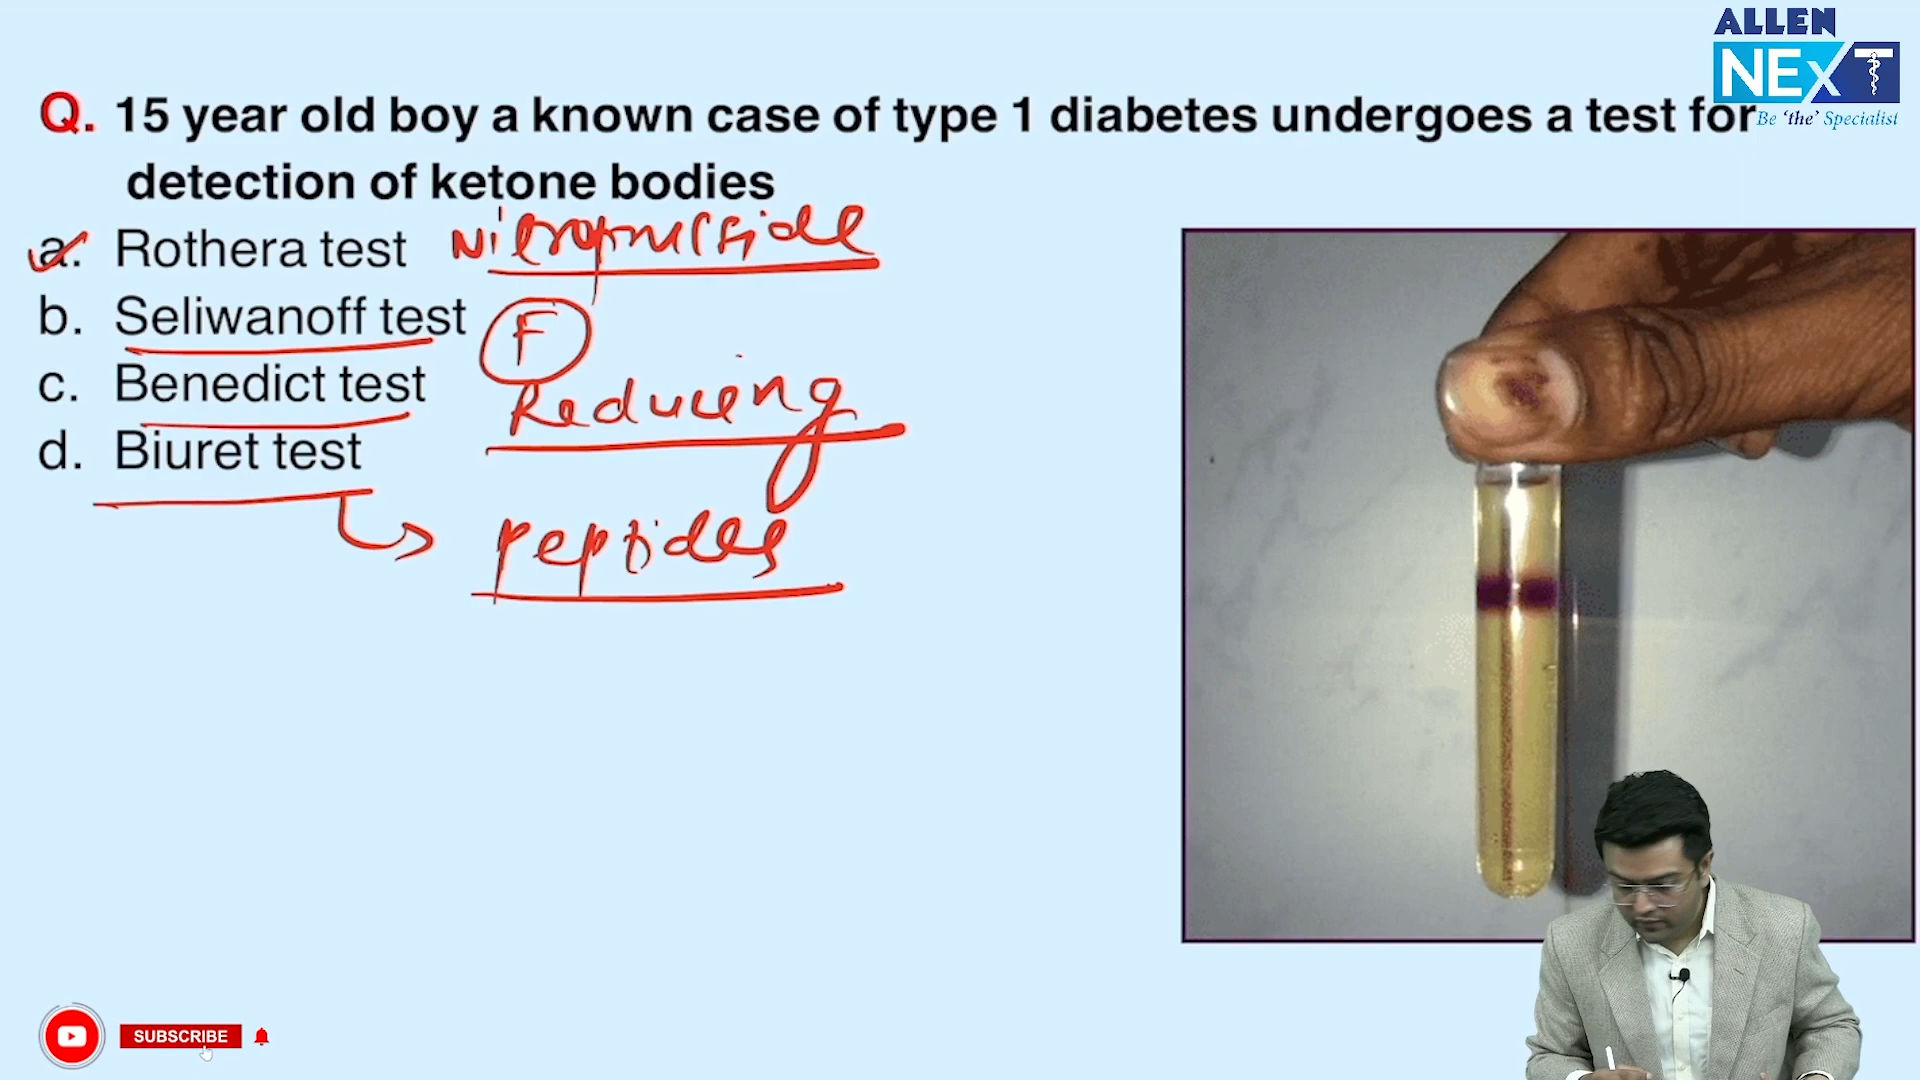 ALLEN
NEXT
Be 'the' Specialist
Q. 15 year old boy a known case of type 1 diabetes undergoes a test for
detection of ketone bodies
a. Rothera test Nitroprusside
b. Seliwanoff test F
c. Benedict test Reducing
d. Biuret test
Peptides
SUBSCRIBE